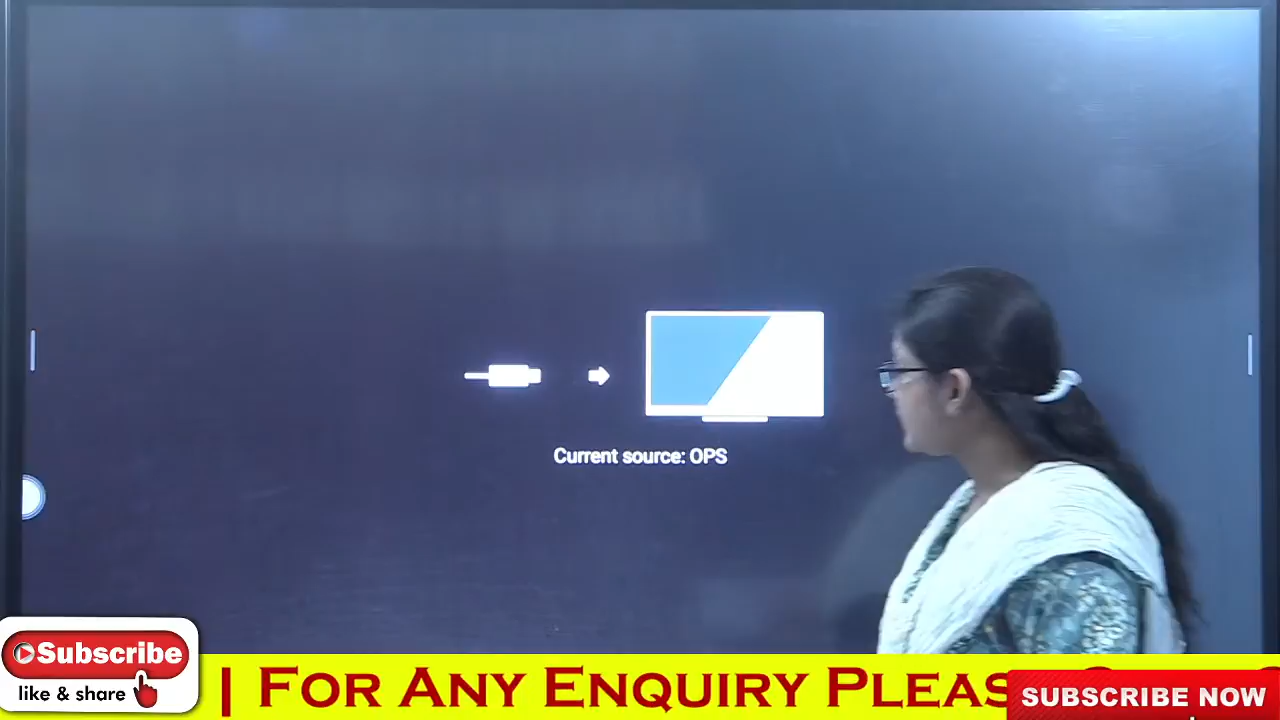 Current source: OPS
Subscribe
like & share
| FOR ANY ENQUIRY PLEAS
SUBSCRIBE NOW